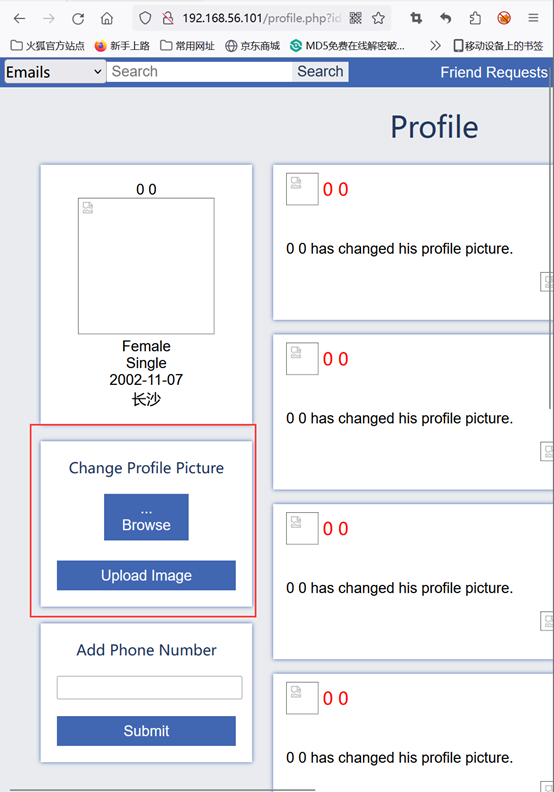 192.168.56.101/profile.php?id
火狐官方站点 新手上路 常用网址 京东商城 MD5免费在线解密破... 移动设备上的书签
Emails Search Search Friend Requests
Profile
0 0
Female
Single
2002-11-07
长沙
Change Profile Picture
...
Browse
Upload Image
Add Phone Number
Submit
0 0
0 0 has changed his profile picture.
0 0
0 0 has changed his profile picture.
0 0
0 0 has changed his profile picture.
0 0
0 0 has changed his profile picture.